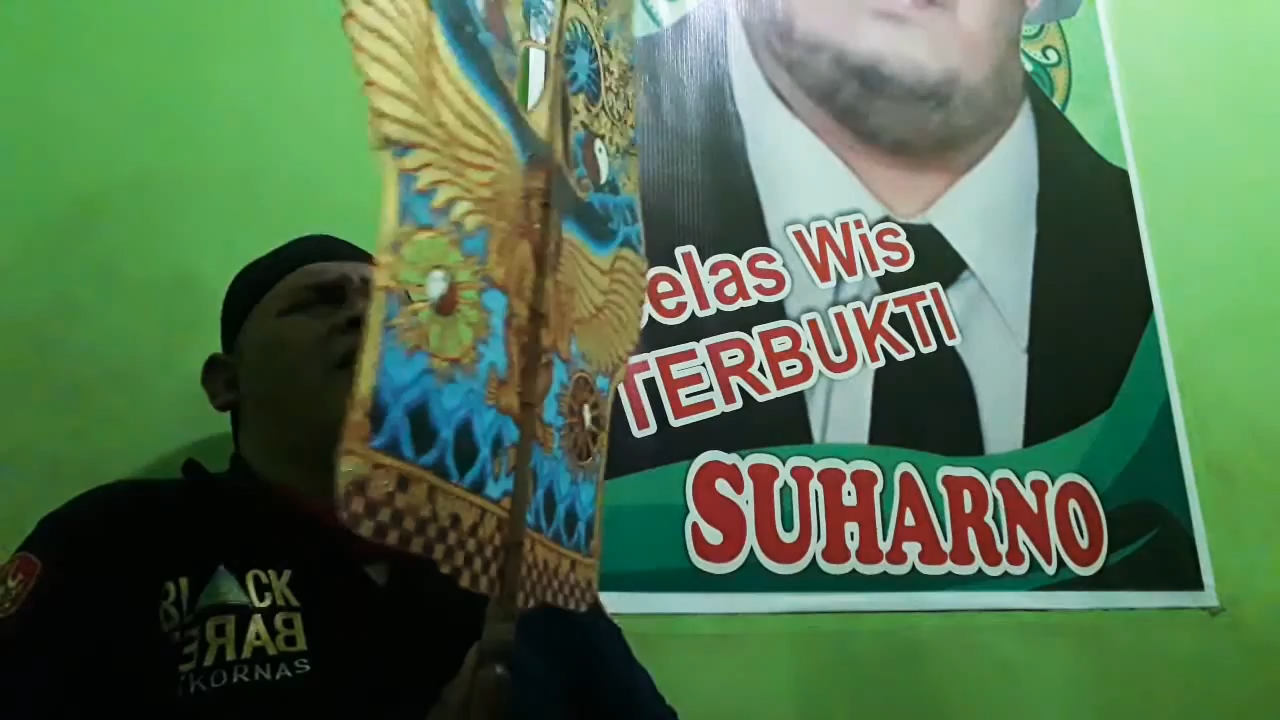 elas Wis
TERBUKTI
SUHARNO
BLACK
BARE
KORNAS